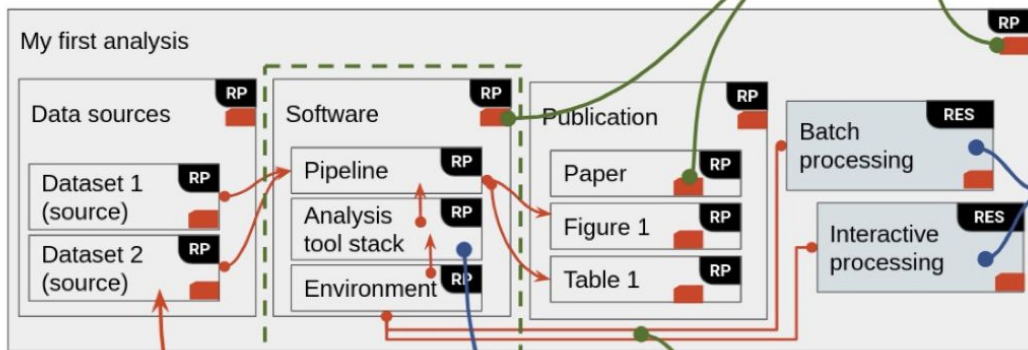 My first analysis
RP
Data sources
RP
Dataset 1
(source)
RP
Dataset 2
(source)
RP
Software
RP
Pipeline
RP
Analysis
tool stack
RP
Environment
RP
Publication
RP
Paper
RP
Figure 1
RP
Table 1
RP
Batch
processing
RES
Interactive
processing
RES